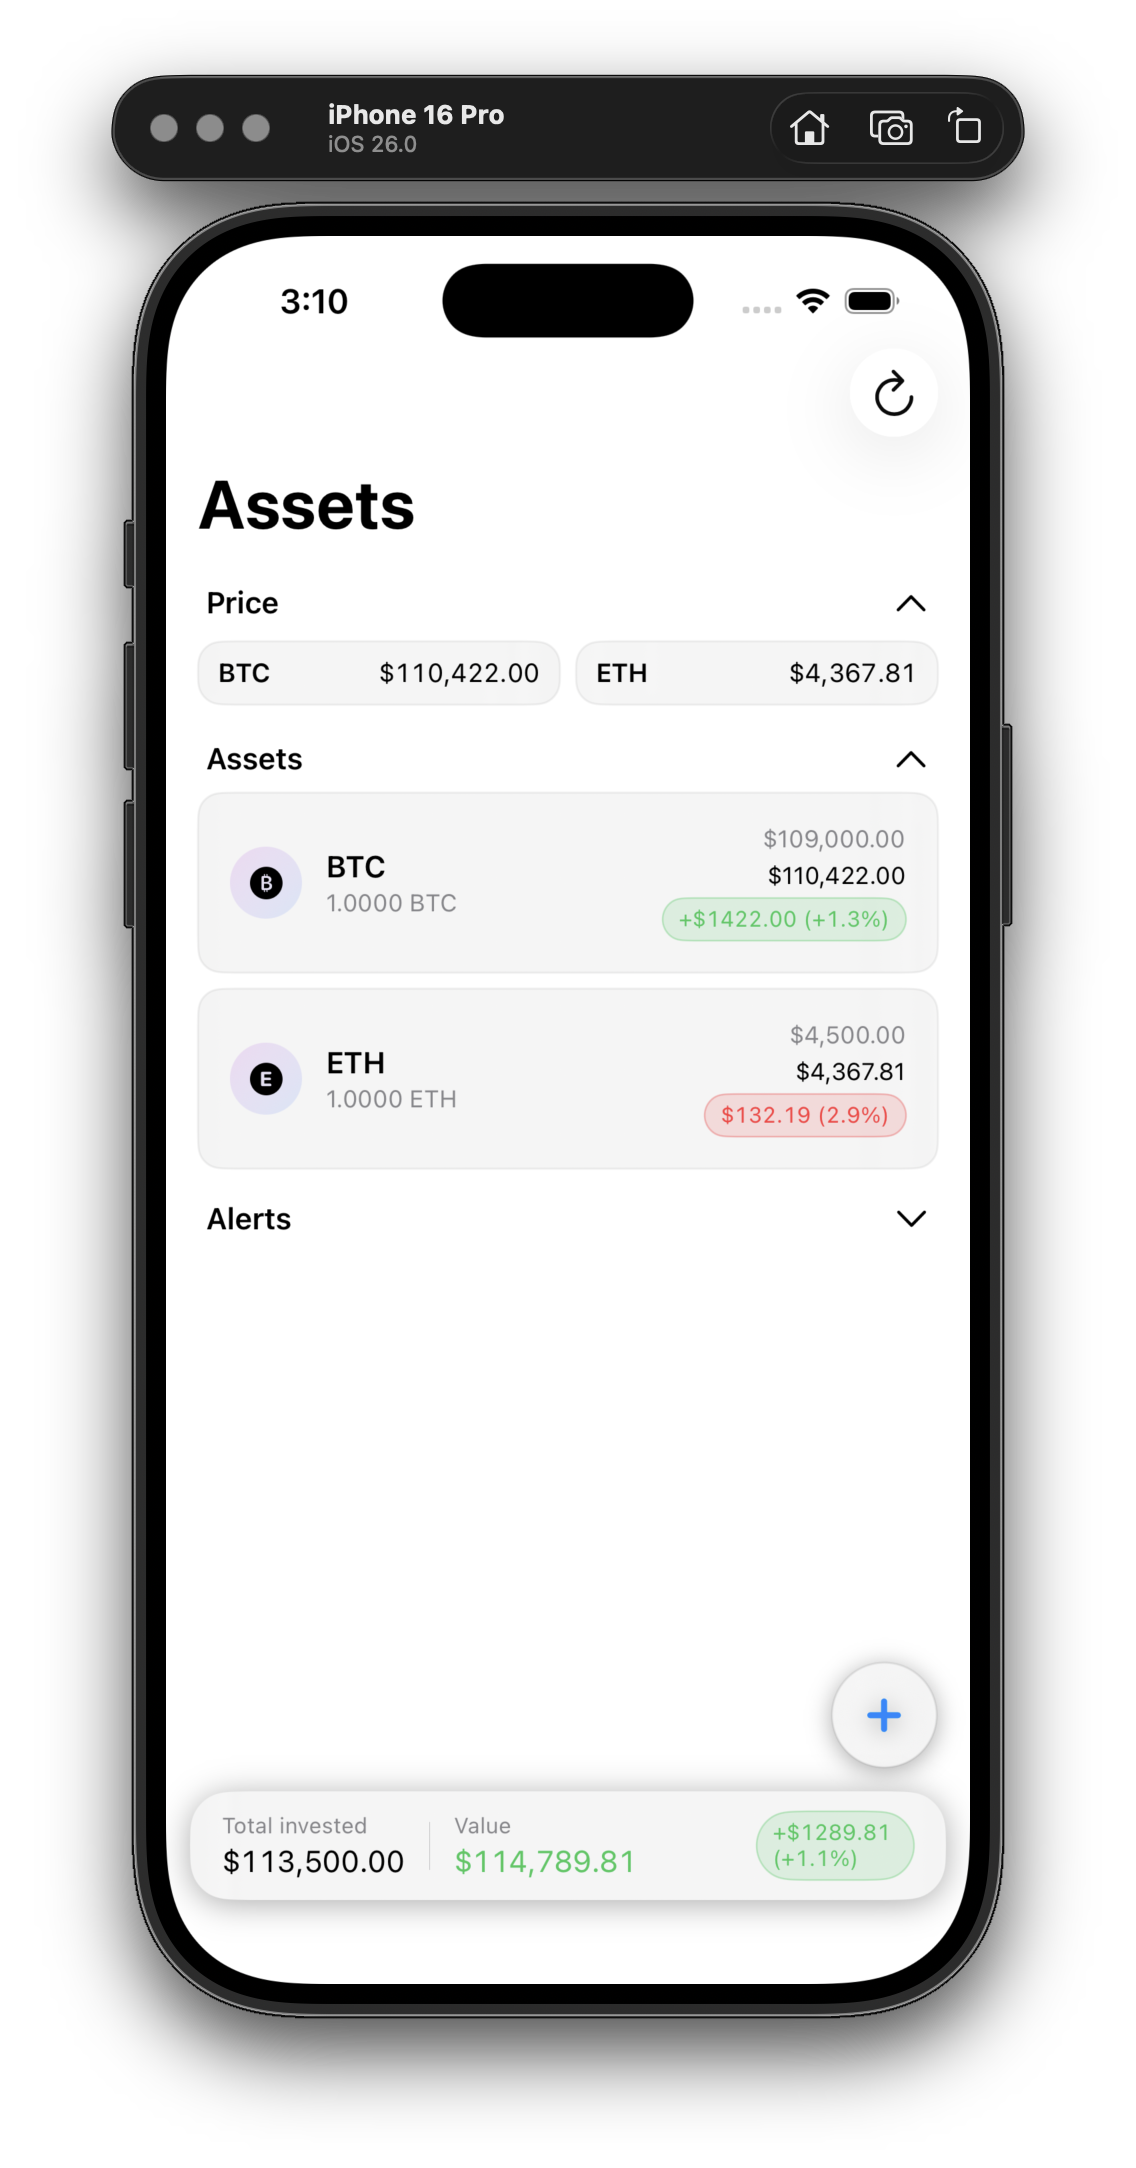 iPhone 16 Pro
iOS 26.0
3:10
Assets
Price
BTC $110,422.00 ETH $4,367.81
Assets
$109,000.00
BTC $110,422.00
1.0000 BTC +$1422.00 (+1.3%)
$4,500.00
ETH $4,367.81
1.0000 ETH $132.19 (2.9%)
Alerts
Total invested Value
$113,500.00 $114,789.81
+$1289.81
(+1.1%)